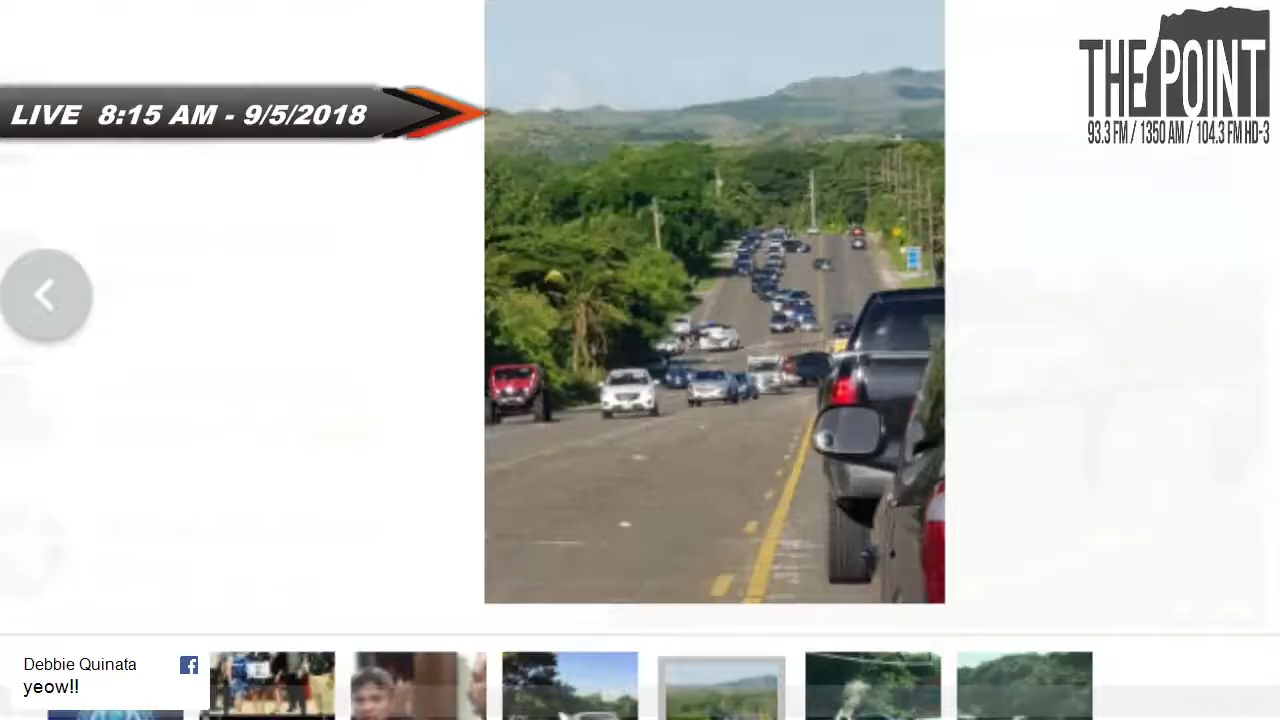 LIVE 8:15 AM - 9/5/2018
THE POINT
93.3 FM / 1350 AM / 104.3 FM HD-3
Debbie Quinata
yeow!!